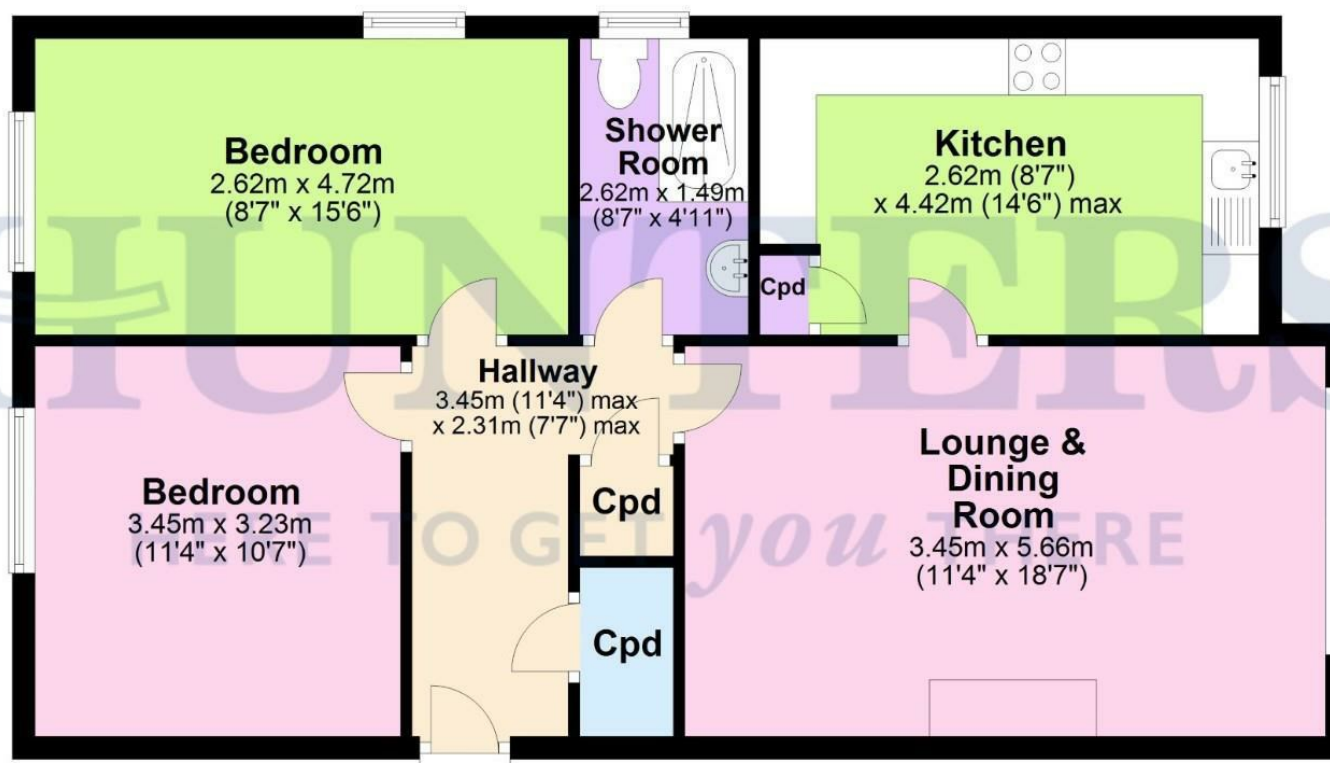 Bedroom
2.62m x 4.72m
(8'7" x 15'6")
Shower
Room
2.62m x 1.49m
(8'7" x 4'11")
Kitchen
2.62m (8'7")
x 4.42m (14'6") max
Cpd
Hallway
3.45m (11'4") max
x 2.31m (7'7") max
Bedroom
3.45m x 3.23m
(11'4" x 10'7")
Cpd
Cpd
Lounge &
Dining
Room
3.45m x 5.66m
(11'4" x 18'7")
HUNTERS
HERE TO GET you THERE